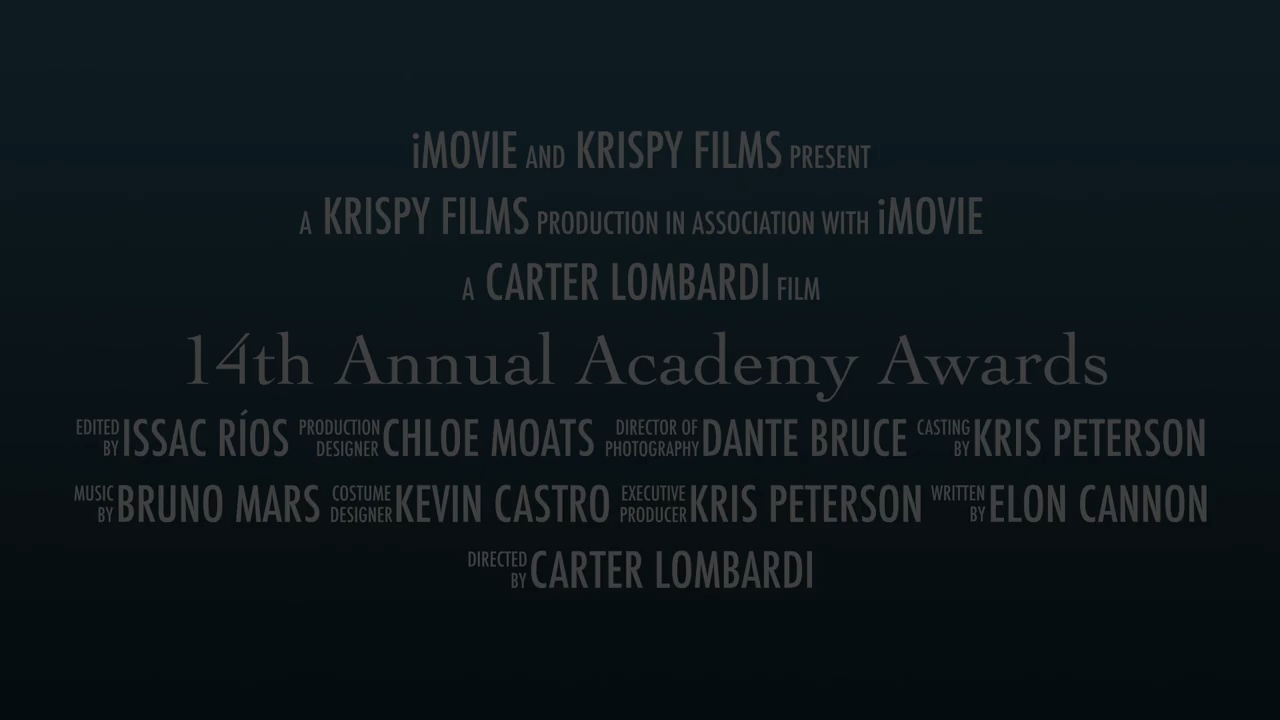 iMOVIE AND KRISPY FILMS PRESENT
A KRISPY FILMS PRODUCTION IN ASSOCIATION WITH iMOVIE
A CARTER LOMBARDI FILM
14th Annual Academy Awards
EDITED BY ISSAC RÍOS PRODUCTION DESIGNER CHLOE MOATS DIRECTOR OF PHOTOGRAPHY DANTE BRUCE CASTING BY KRIS PETERSON
MUSIC BY BRUNO MARS COSTUME DESIGNER KEVIN CASTRO EXECUTIVE PRODUCER KRIS PETERSON WRITTEN BY ELON CANNON
DIRECTED BY CARTER LOMBARDI